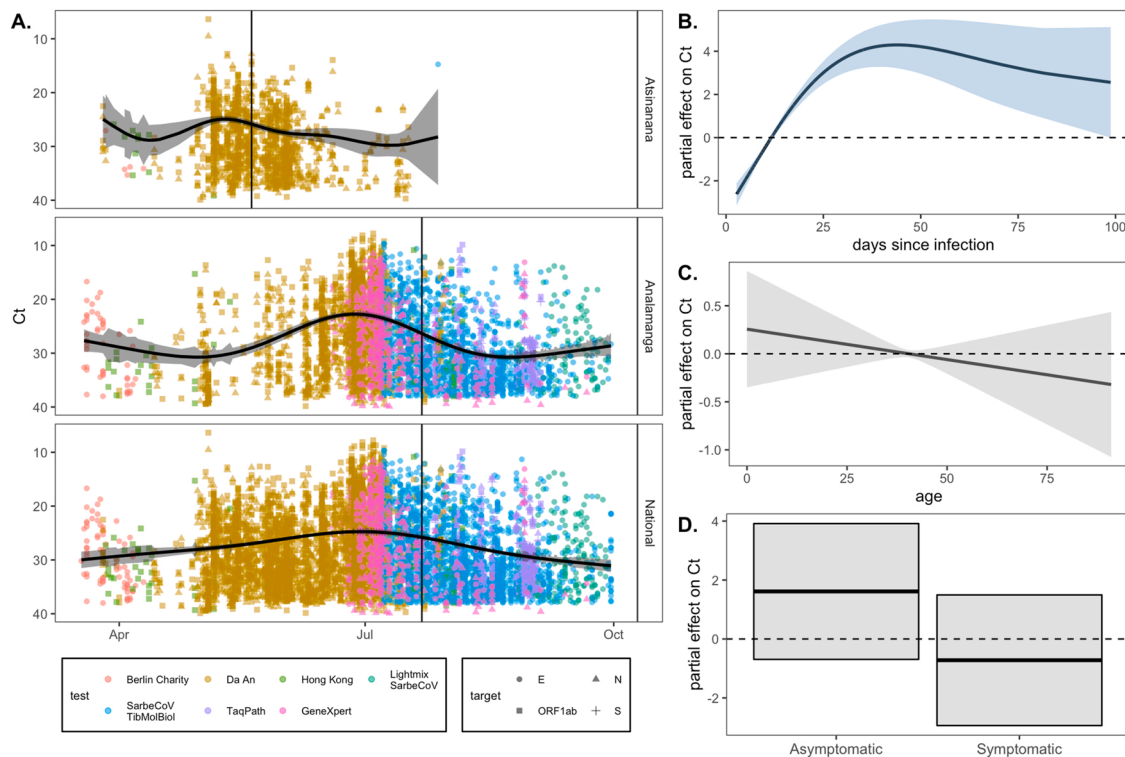 A.
Ct
10
20
30
40
Atsinanana
10
20
30
40
Analamanga
10
20
30
40
National
Apr
Jul
Oct
test
Berlin Charity
Da An
Hong Kong
Lightmix
SarbeCoV
SarbeCoV
TibMolBiol
TaqPath
GeneXpert
target
E
N
ORF1ab
S
B.
partial effect on Ct
4
2
0
-2
0
25
50
75
100
days since infection
C.
partial effect on Ct
0.5
0.0
-0.5
-1.0
0
25
50
75
age
D.
partial effect on Ct
4
2
0
-2
Asymptomatic
Symptomatic